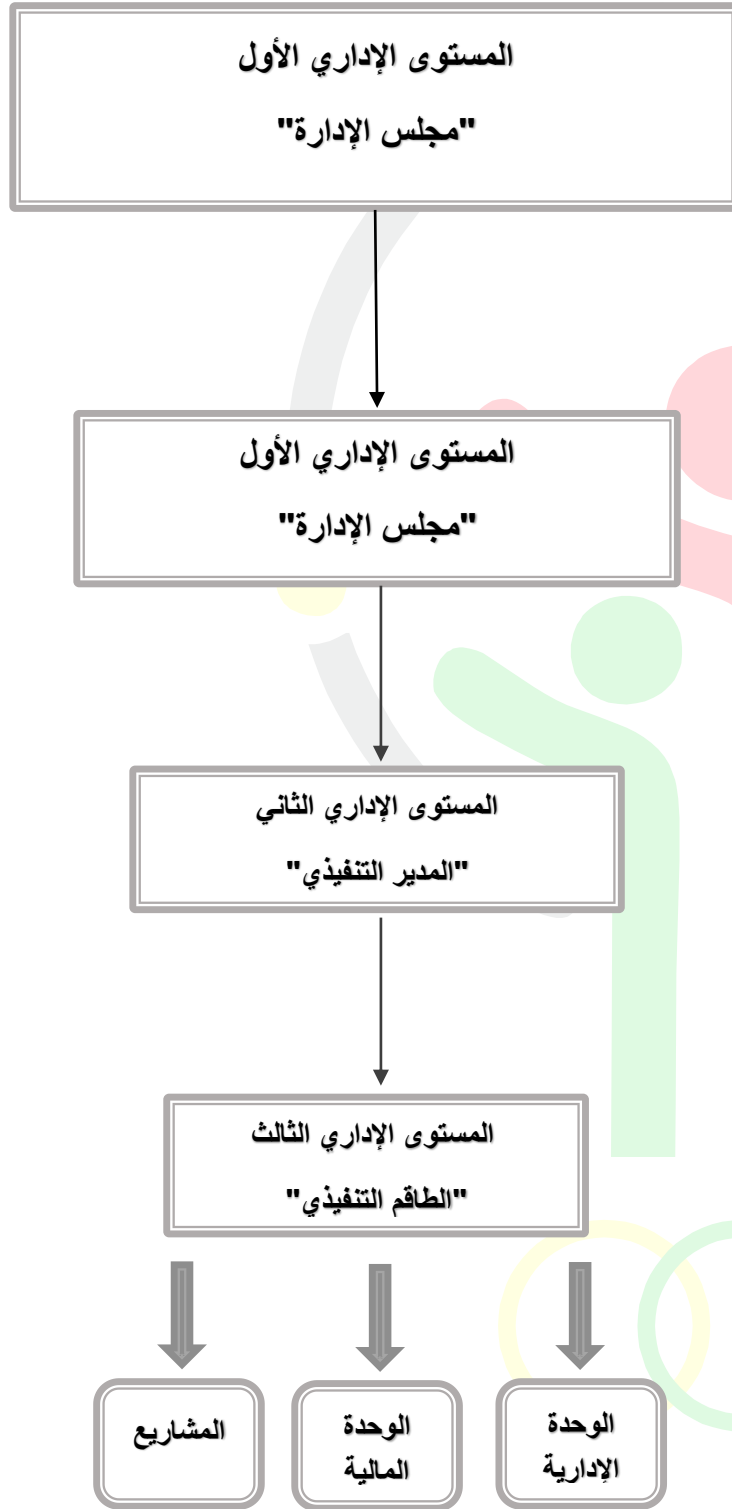 المستوى الإداري الأول
"مجلس الإدارة"
المستوى الإداري الأول
"مجلس الإدارة"
المستوى الإداري الثاني
"المدير التنفيذي"
المستوى الإداري الثالث
"الطاقم التنفيذي"
الوحدة
الإدارية
الوحدة
المالية
المشاريع